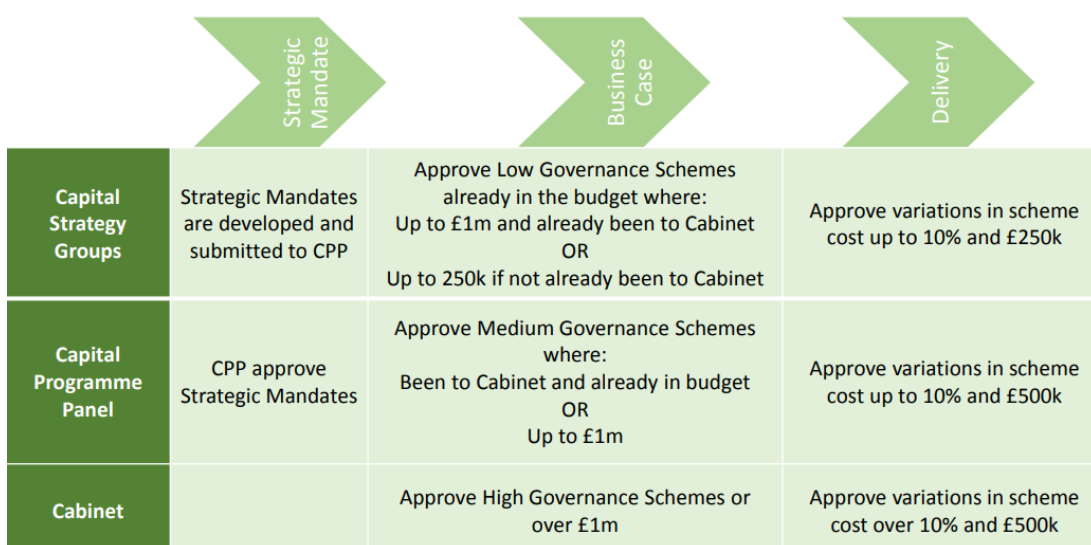 Strategic
Mandate
Business
Case
Delivery
Capital
Strategy
Groups
Strategic Mandates
are developed and
submitted to CPP
Approve Low Governance Schemes
already in the budget where:
Up to £1m and already been to Cabinet
OR
Up to 250k if not already been to Cabinet
Approve variations in scheme
cost up to 10% and £250k
Capital
Programme
Panel
CPP approve
Strategic Mandates
Approve Medium Governance Schemes
where:
Been to Cabinet and already in budget
OR
Up to £1m
Approve variations in scheme
cost up to 10% and £500k
Cabinet
Approve High Governance Schemes or
over £1m
Approve variations in scheme
cost over 10% and £500k